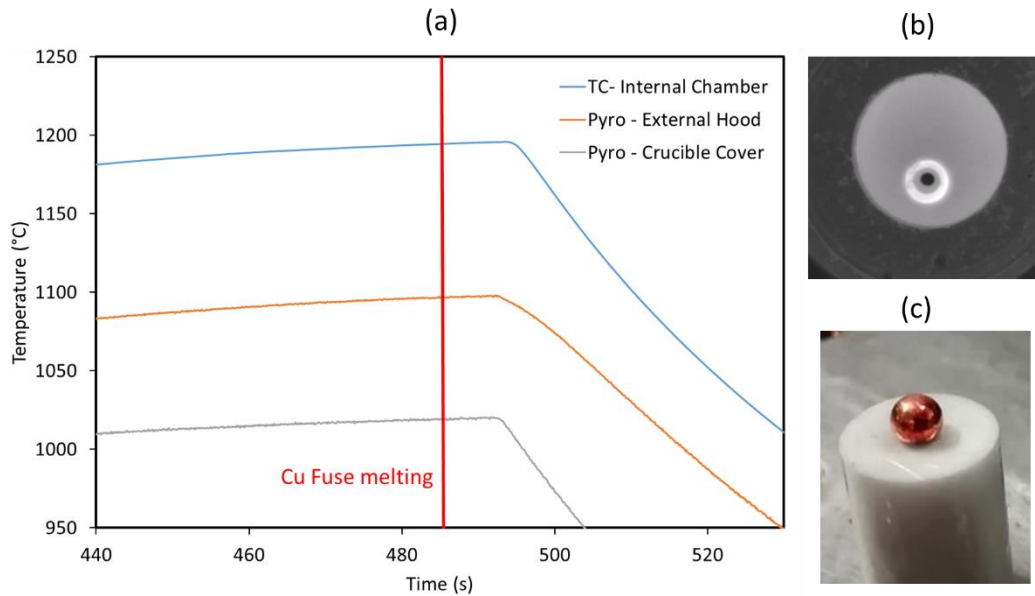 (a)
1250
1200
1150
1100
1050
1000
950
Temperature (°C)
TC- Internal Chamber
Pyro - External Hood
Pyro - Crucible Cover
Cu Fuse melting
440
460
480
500
520
Time (s)
(b)
(c)